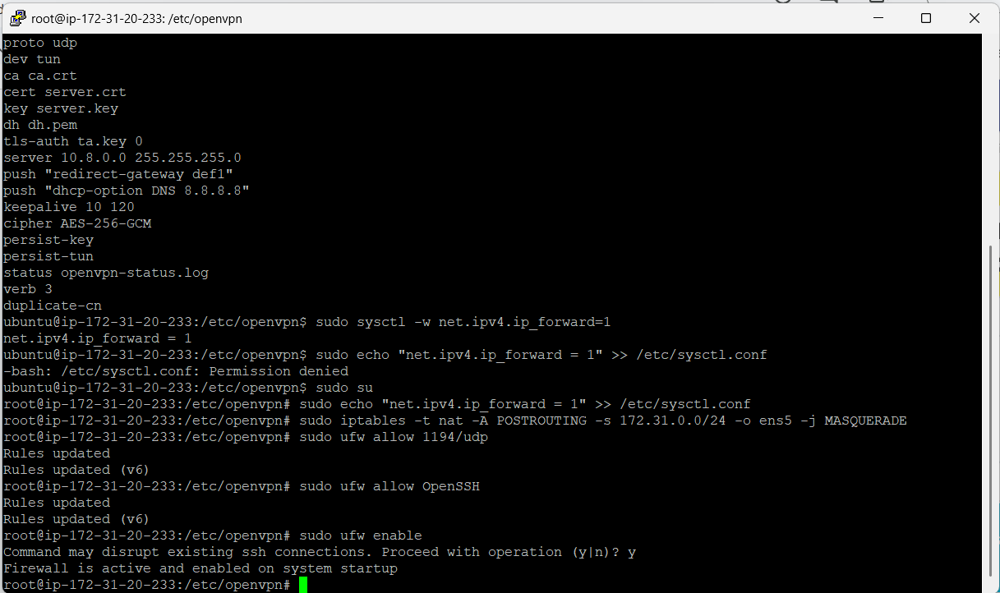 root@ip-172-31-20-233: /etc/openvpn
proto udp
dev tun
ca ca.crt
cert server.crt
key server.key
dh dh.pem
tls-auth ta.key 0
server 10.8.0.0 255.255.255.0
push "redirect-gateway def1"
push "dhcp-option DNS 8.8.8.8"
keepalive 10 120
cipher AES-256-GCM
persist-key
persist-tun
status openvpn-status.log
verb 3
duplicate-cn
ubuntu@ip-172-31-20-233:/etc/openvpn$ sudo sysctl -w net.ipv4.ip_forward=1
net.ipv4.ip_forward = 1
ubuntu@ip-172-31-20-233:/etc/openvpn$ sudo echo "net.ipv4.ip_forward = 1" >> /etc/sysctl.conf
-bash: /etc/sysctl.conf: Permission denied
ubuntu@ip-172-31-20-233:/etc/openvpn$ sudo su
root@ip-172-31-20-233:/etc/openvpn# sudo echo "net.ipv4.ip_forward = 1" >> /etc/sysctl.conf
root@ip-172-31-20-233:/etc/openvpn# sudo iptables -t nat -A POSTROUTING -s 172.31.0.0/24 -o ens5 -j MASQUERADE
root@ip-172-31-20-233:/etc/openvpn# sudo ufw allow 1194/udp
Rules updated
Rules updated (v6)
root@ip-172-31-20-233:/etc/openvpn# sudo ufw allow OpenSSH
Rules updated
Rules updated (v6)
root@ip-172-31-20-233:/etc/openvpn# sudo ufw enable
Command may disrupt existing ssh connections. Proceed with operation (y|n)? y
Firewall is active and enabled on system startup
root@ip-172-31-20-233:/etc/openvpn#